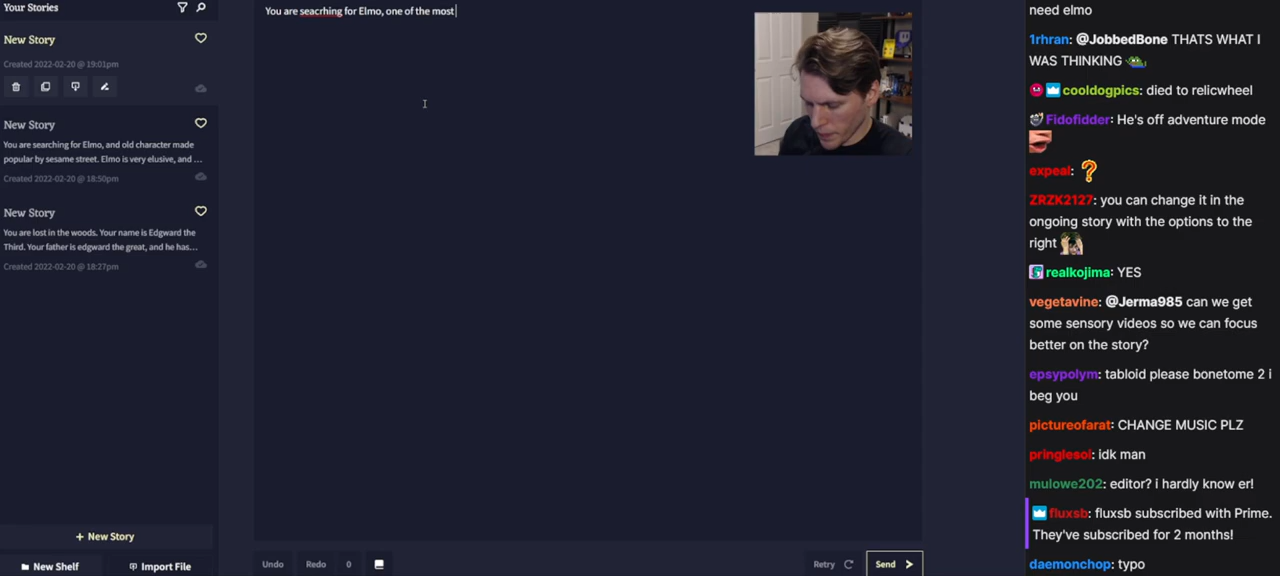 Your Stories
New Story
Created 2022-02-20 @ 19:01pm
New Story
You are searching for Elmo, and old character made
popular by sesame street. Elmo is very elusive, and ...
Created 2022-02-20 @ 18:50pm
New Story
You are lost in the woods. Your name is Edgward the
Third. Your father is edgward the great, and he has...
Created 2022-02-20 @ 18:27pm
+ New Story
New Shelf
Import File
You are seacrhing for Elmo, one of the most
Undo
Redo
0
Retry
Send
need elmo
1rhran: @JobbedBone THATS WHAT I
WAS THINKING
cooldogpics: died to relicwheel
Fidofidder: He's off adventure mode
expeal:
ZRZK2127: you can change it in the
ongoing story with the options to the
right
realkojima: YES
vegetavine: @Jerma985 can we get
some sensory videos so we can focus
better on the story?
epsypolym: tabloid please bonetome 2 i
beg you
pictureofarat: CHANGE MUSIC PLZ
pringlesol: idk man
mulowe202: editor? i hardly know er!
fluxsb: fluxsb subscribed with Prime.
They've subscribed for 2 months!
daemonchop: typo